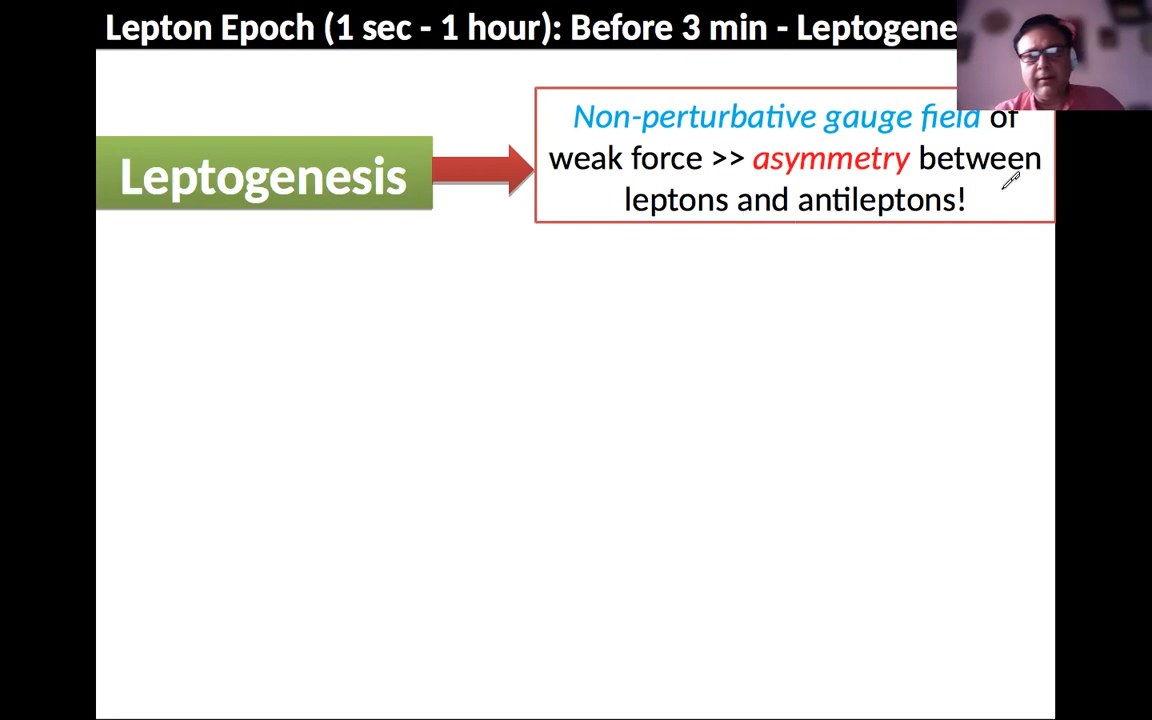 Lepton Epoch (1 sec - 1 hour): Before 3 min - Leptogene
Non-perturbative gauge field of
weak force >> asymmetry between
leptons and antileptons!
Leptogenesis